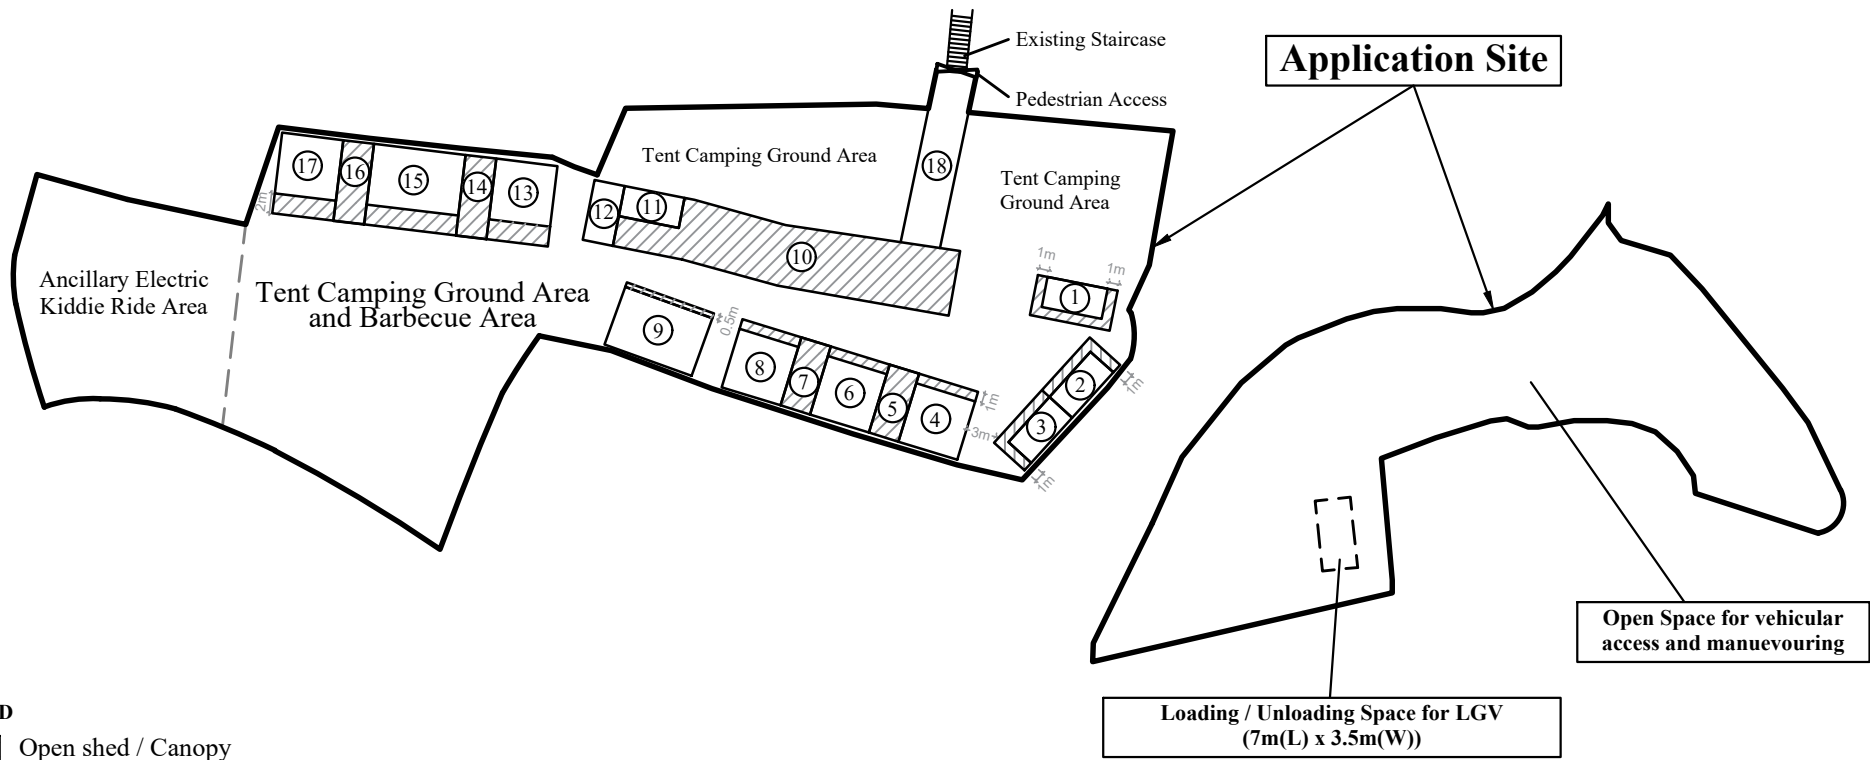 Existing Staircase
Pedestrian Access
Application Site
Tent Camping Ground Area
Tent Camping
Ground Area
17
16
15
14
13
12
11
18
10
2m
Ancillary Electric
Kiddie Ride Area
Tent Camping Ground Area
and Barbecue Area
1m
1m
1
9
0.5m
8
7
6
5
4
1m
3m
2
3
1m
1m
Open Space for vehicular
access and manuevouring
Loading / Unloading Space for LGV
(7m(L) x 3.5m(W))
D
Open shed / Canopy